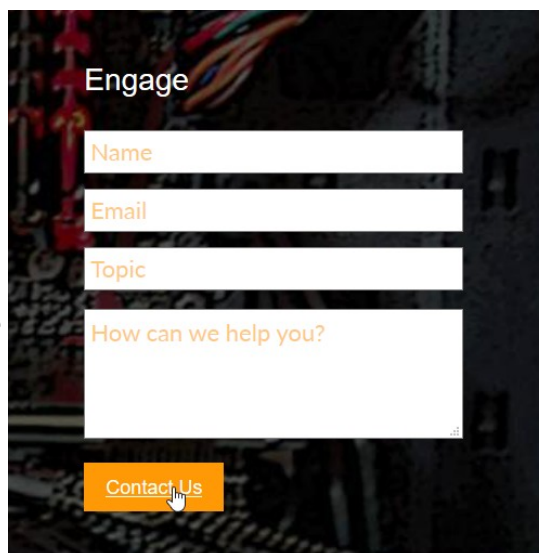 Engage
Name
Email
Topic
How can we help you?
Contact Us